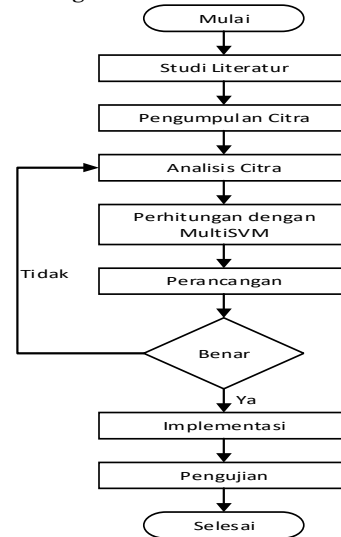 Mulai
Studi Literatur
Pengumpulan Citra
Analisis Citra
Perhitungan dengan
MultiSVM
Tidak
Perancangan
Benar
Ya
Implementasi
Pengujian
Selesai